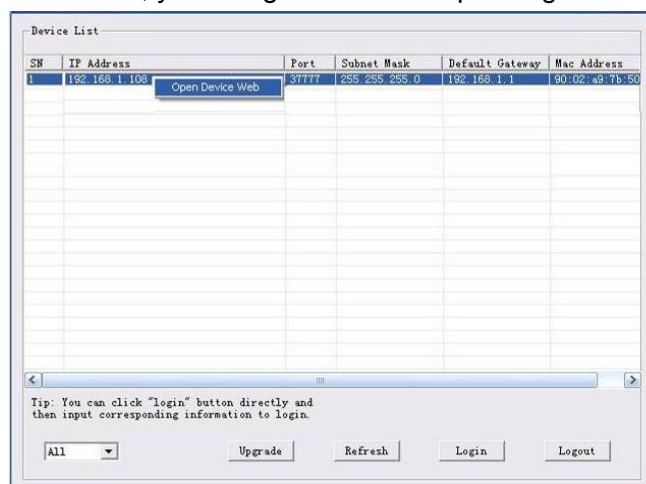 Device List
SN IP Address Port Subnet Mask Default Gateway Mac Address
1 192.168.1.108 37777 255.255.255.0 192.168.1.1 90:02:a9:7b:50
Open Device Web
Tip: You can click "login" button directly and
then input corresponding information to login.
All Upgrade Refresh Login Logout